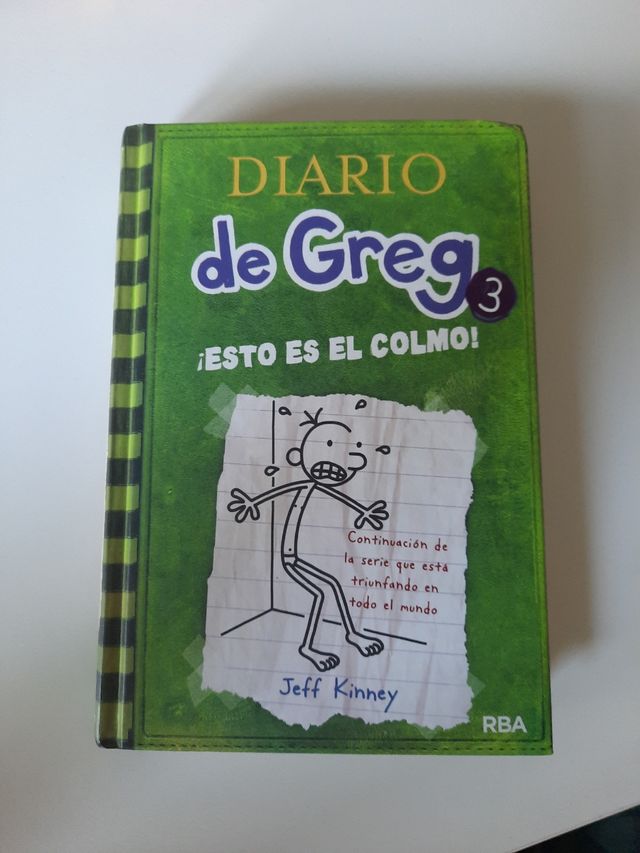 DIARIO
de Greg
3
¡ESTO ES EL COLMO!
Continuación de
la serie que está
triunfando en
todo el mundo
Jeff Kinney
RBA